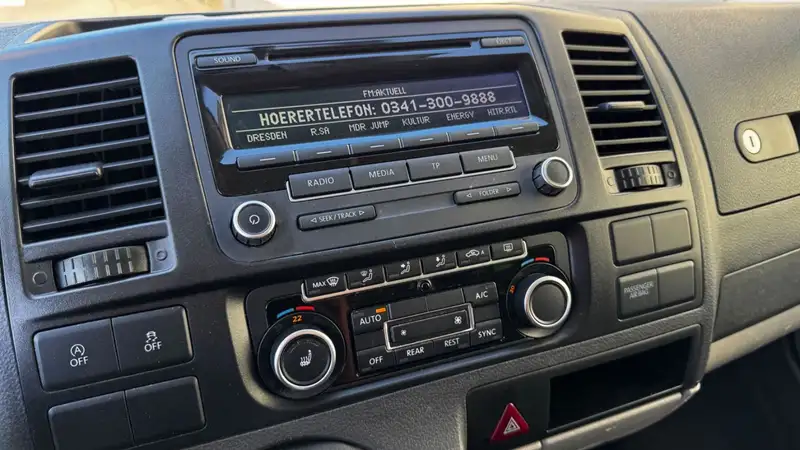 SOUND
FM:AKTUELL
HOERERTELEFON: 0341-300-9888
DRESDEN R.SA MDR JUMP KULTUR ENERGY HITR.RTL
RADIO MEDIA TP MENU
◁ SEEK / TRACK ▷
◁ FOLDER ▷
MAX
A
22
20
AUTO
A/C
OFF REAR REST SYNC
A OFF
OFF
PASSENGER
AIR BAG